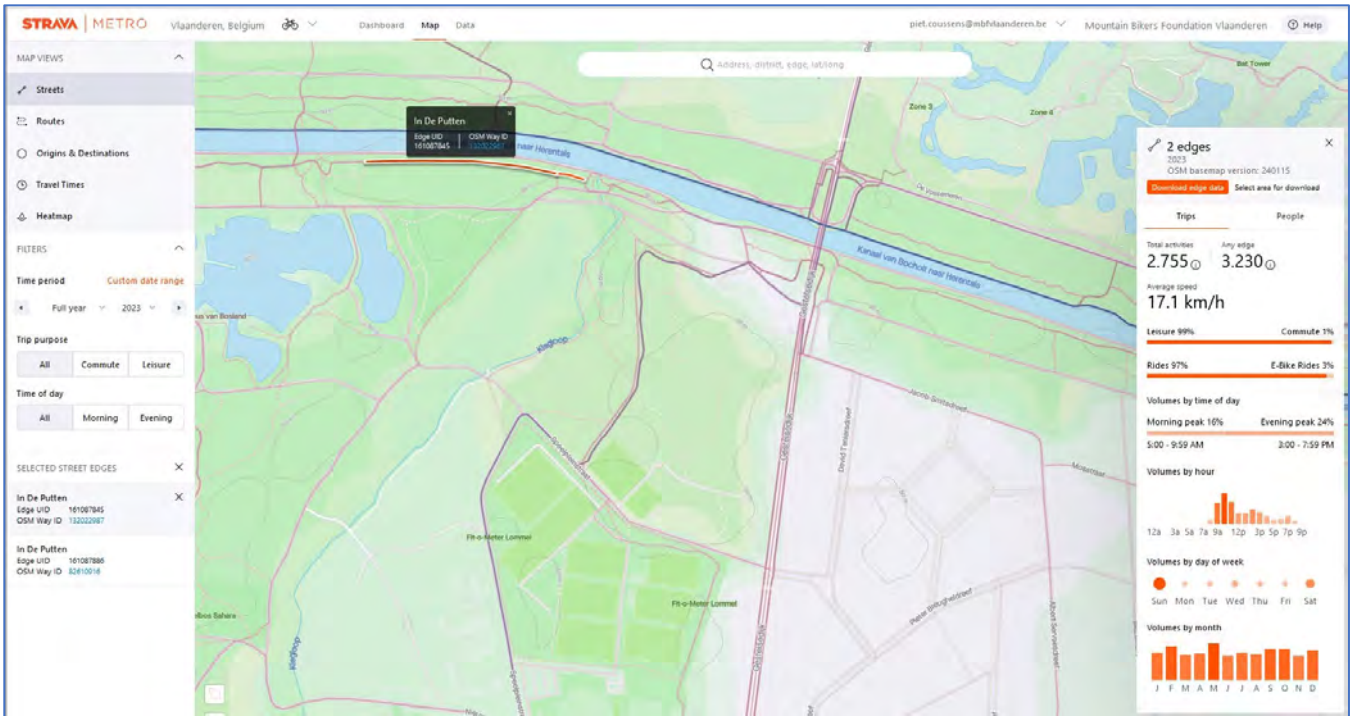 STRAVA | METRO
Vlaanderen, Belgium
Dashboard Map Data
piet.coussens@mbfvlaanderen.be
Mountain Bikers Foundation Vlaanderen
Help
MAP VIEWS
Streets
Routes
Origins & Destinations
Travel Times
Heatmap
FILTERS
Time period Custom date range
Full year 2023
Trip purpose
All Commute Leisure
Time of day
All Morning Evening
SELECTED STREET EDGES
In De Putten
Edge UID 161087845
OSM Way ID 132022987
In De Putten
Edge UID 161087886
OSM Way ID 82610916
Address, district, edge, lat/long
In De Putten
Edge UID OSM Way ID
161087845 132022987
naar Herentals
Zone 3
Zone 4
Bat Tower
Kanaal van Bocholt naar Herentals
Jacob Smitsdreef
Fit-o-Meter Lommel
Fit-o-Meter Lommel
2 edges
2023
OSM basemap version: 240115
Download edge data Select area for download
Trips People
Total activities Any edge
2.755 3.230
Average speed
17.1 km/h
Leisure 99% Commute 1%
Rides 97% E-Bike Rides 3%
Volumes by time of day
Morning peak 16% Evening peak 24%
5:00 - 9:59 AM 3:00 - 7:59 PM
Volumes by hour
12a 3a 5a 7a 9a 12p 3p 5p 7p 9p
Volumes by day of week
Sun Mon Tue Wed Thu Fri Sat
Volumes by month
J F M A M J J A S O N D